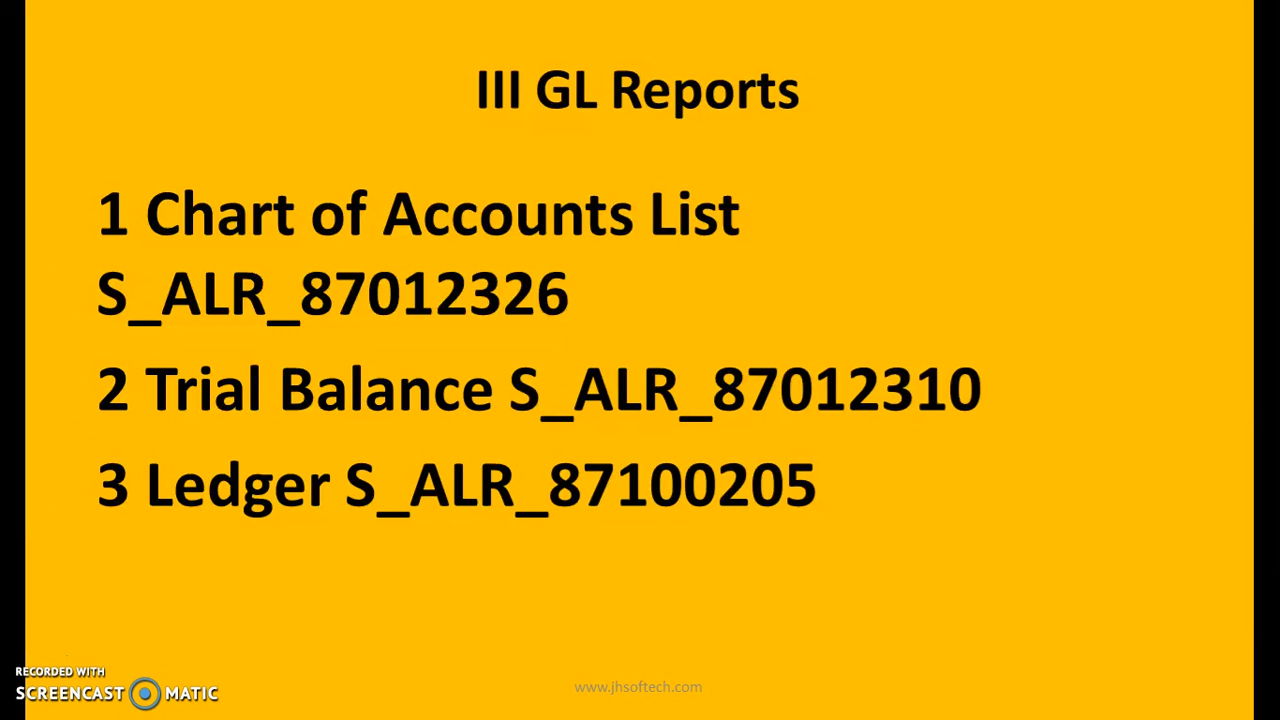 III GL Reports
1 Chart of Accounts List
S_ALR_87012326
2 Trial Balance S_ALR_87012310
3 Ledger S_ALR_87100205
RECORDED WITH
SCREENCAST MATIC
www.jhsoftech.com